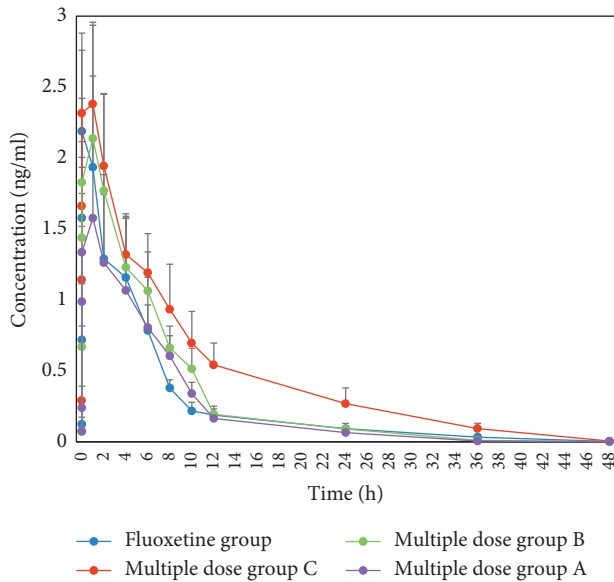 3
2.5
2
1.5
1
0.5
0
Concentration (ng/ml)
0 2 4 6 8 10 12 14 16 18 20 22 24 26 28 30 32 34 36 38 40 42 44 46 48
Time (h)
Fluoxetine group
Multiple dose group B
Multiple dose group C
Multiple dose group A